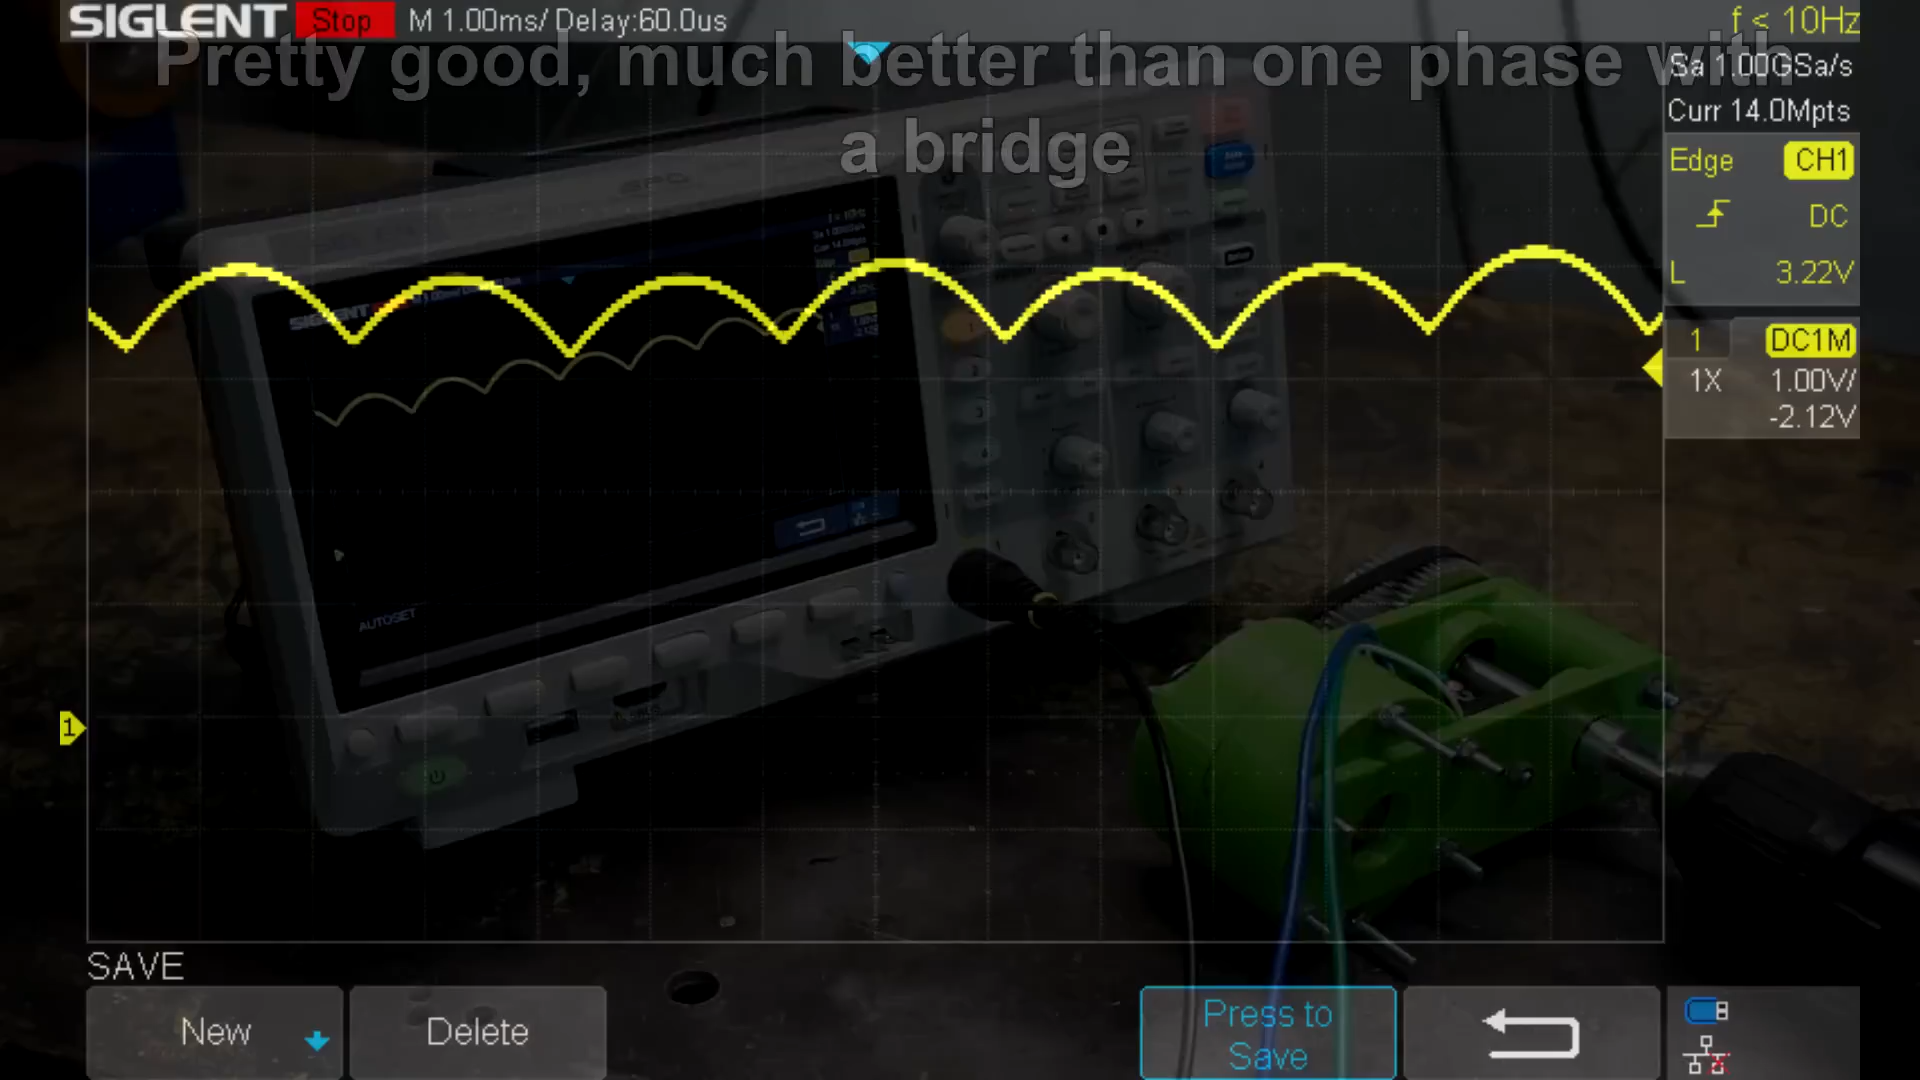 SIGLENT Stop M 1.00ms/ Delay:60.0us f < 10Hz
Pretty good, much better than one phase with
a bridge
Sa 1.00GSa/s
Curr 14.0Mpts
Edge CH1
DC
L 3.22V
1 DC1M
1X 1.00V/
-2.12V
SIGLENT
AUTOSET
1
SAVE
New
Delete
Press to
Save